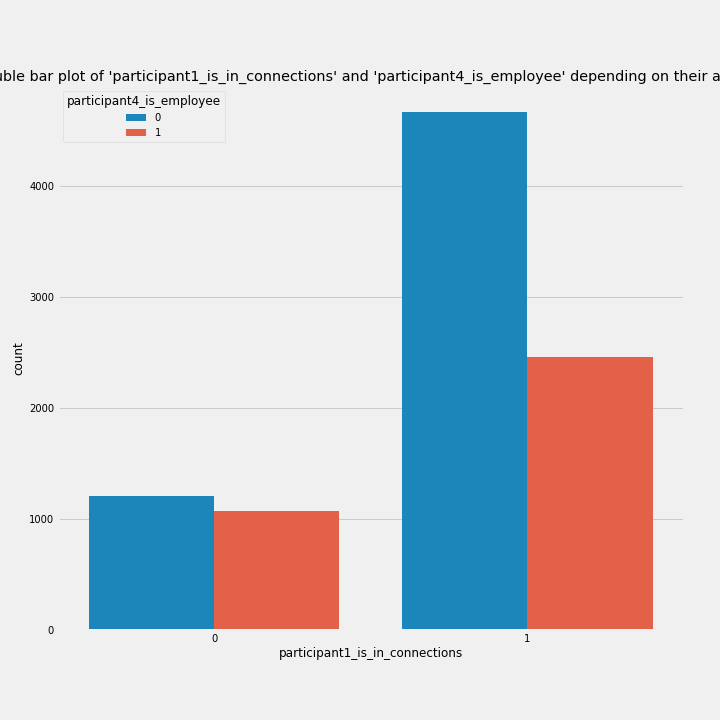 uble bar plot of 'participant1_is_in_connections' and 'participant4_is_employee' depending on their a
participant4_is_employee
0
1
4000
3000
count
2000
1000
0
0 1
participant1_is_in_connections